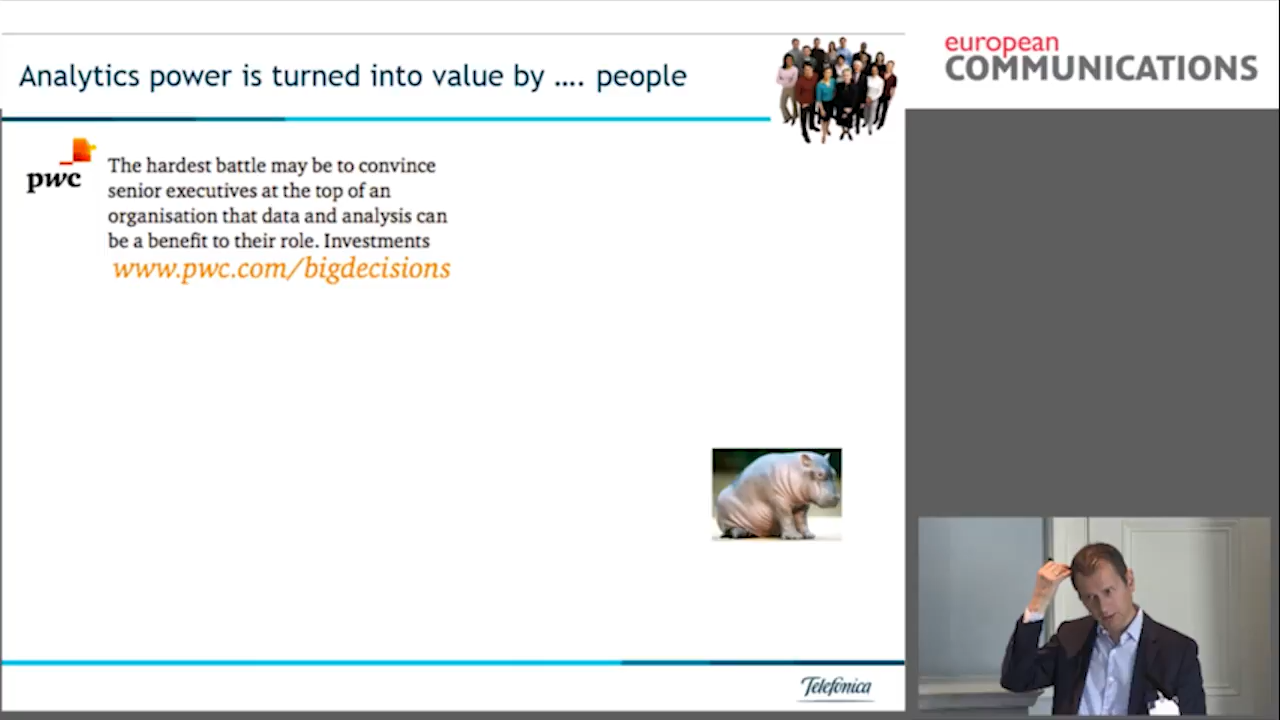 Analytics power is turned into value by .... people
european
COMMUNICATIONS
pwc
The hardest battle may be to convince
senior executives at the top of an
organisation that data and analysis can
be a benefit to their role. Investments
www.pwc.com/bigdecisions
Telefónica